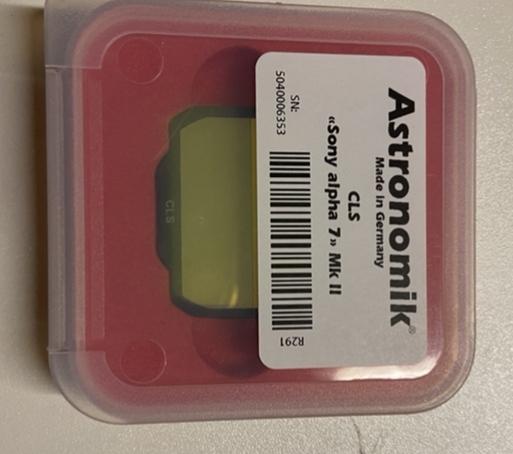 Astronomik®
Made in Germany
CLS
«Sony alpha 7» Mk II
SN:
5040006353
R291
CLS